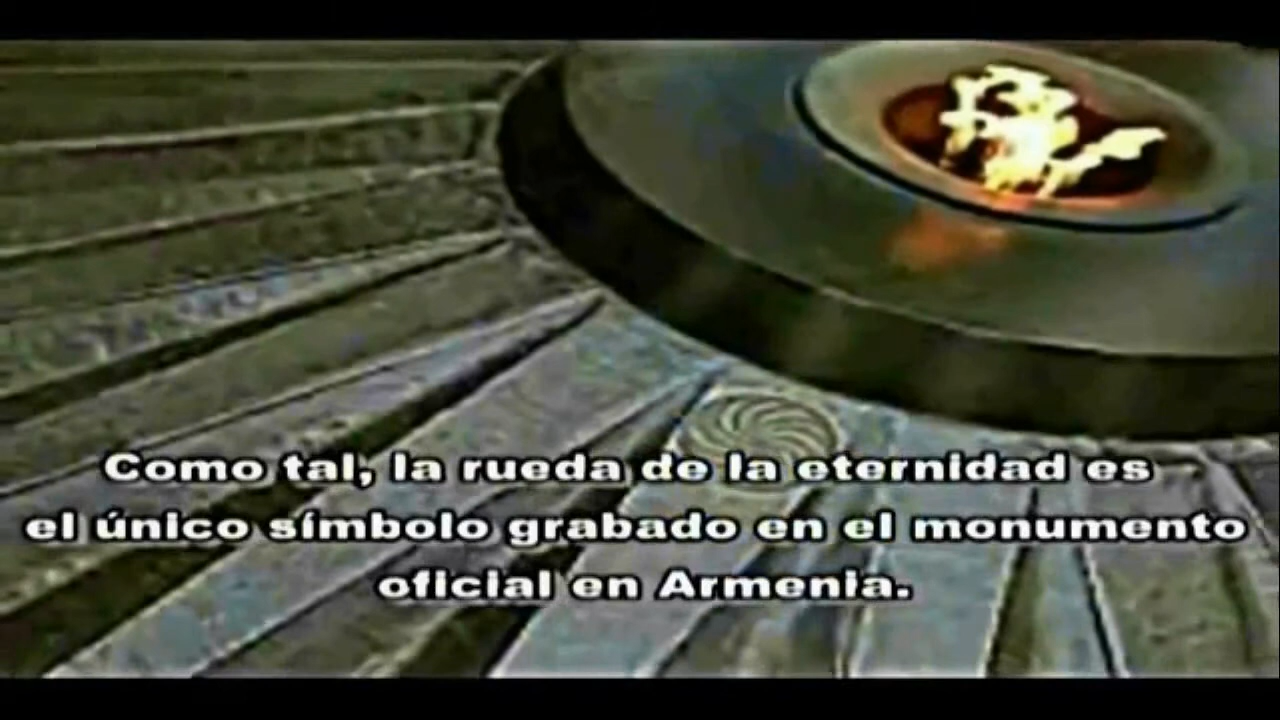 Como tal, la rueda de la eternidad es
el único símbolo grabado en el monumento
oficial en Armenia.